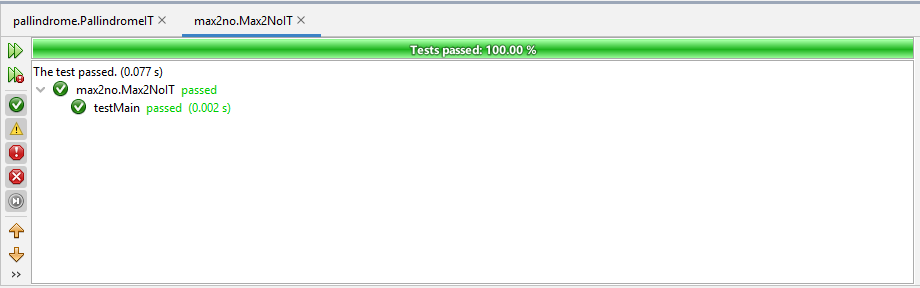 pallindrome.PallindromeIT max2no.Max2NoIT
Tests passed: 100.00 %
The test passed. (0.077 s)
max2no.Max2NoIT passed
testMain passed (0.002 s)